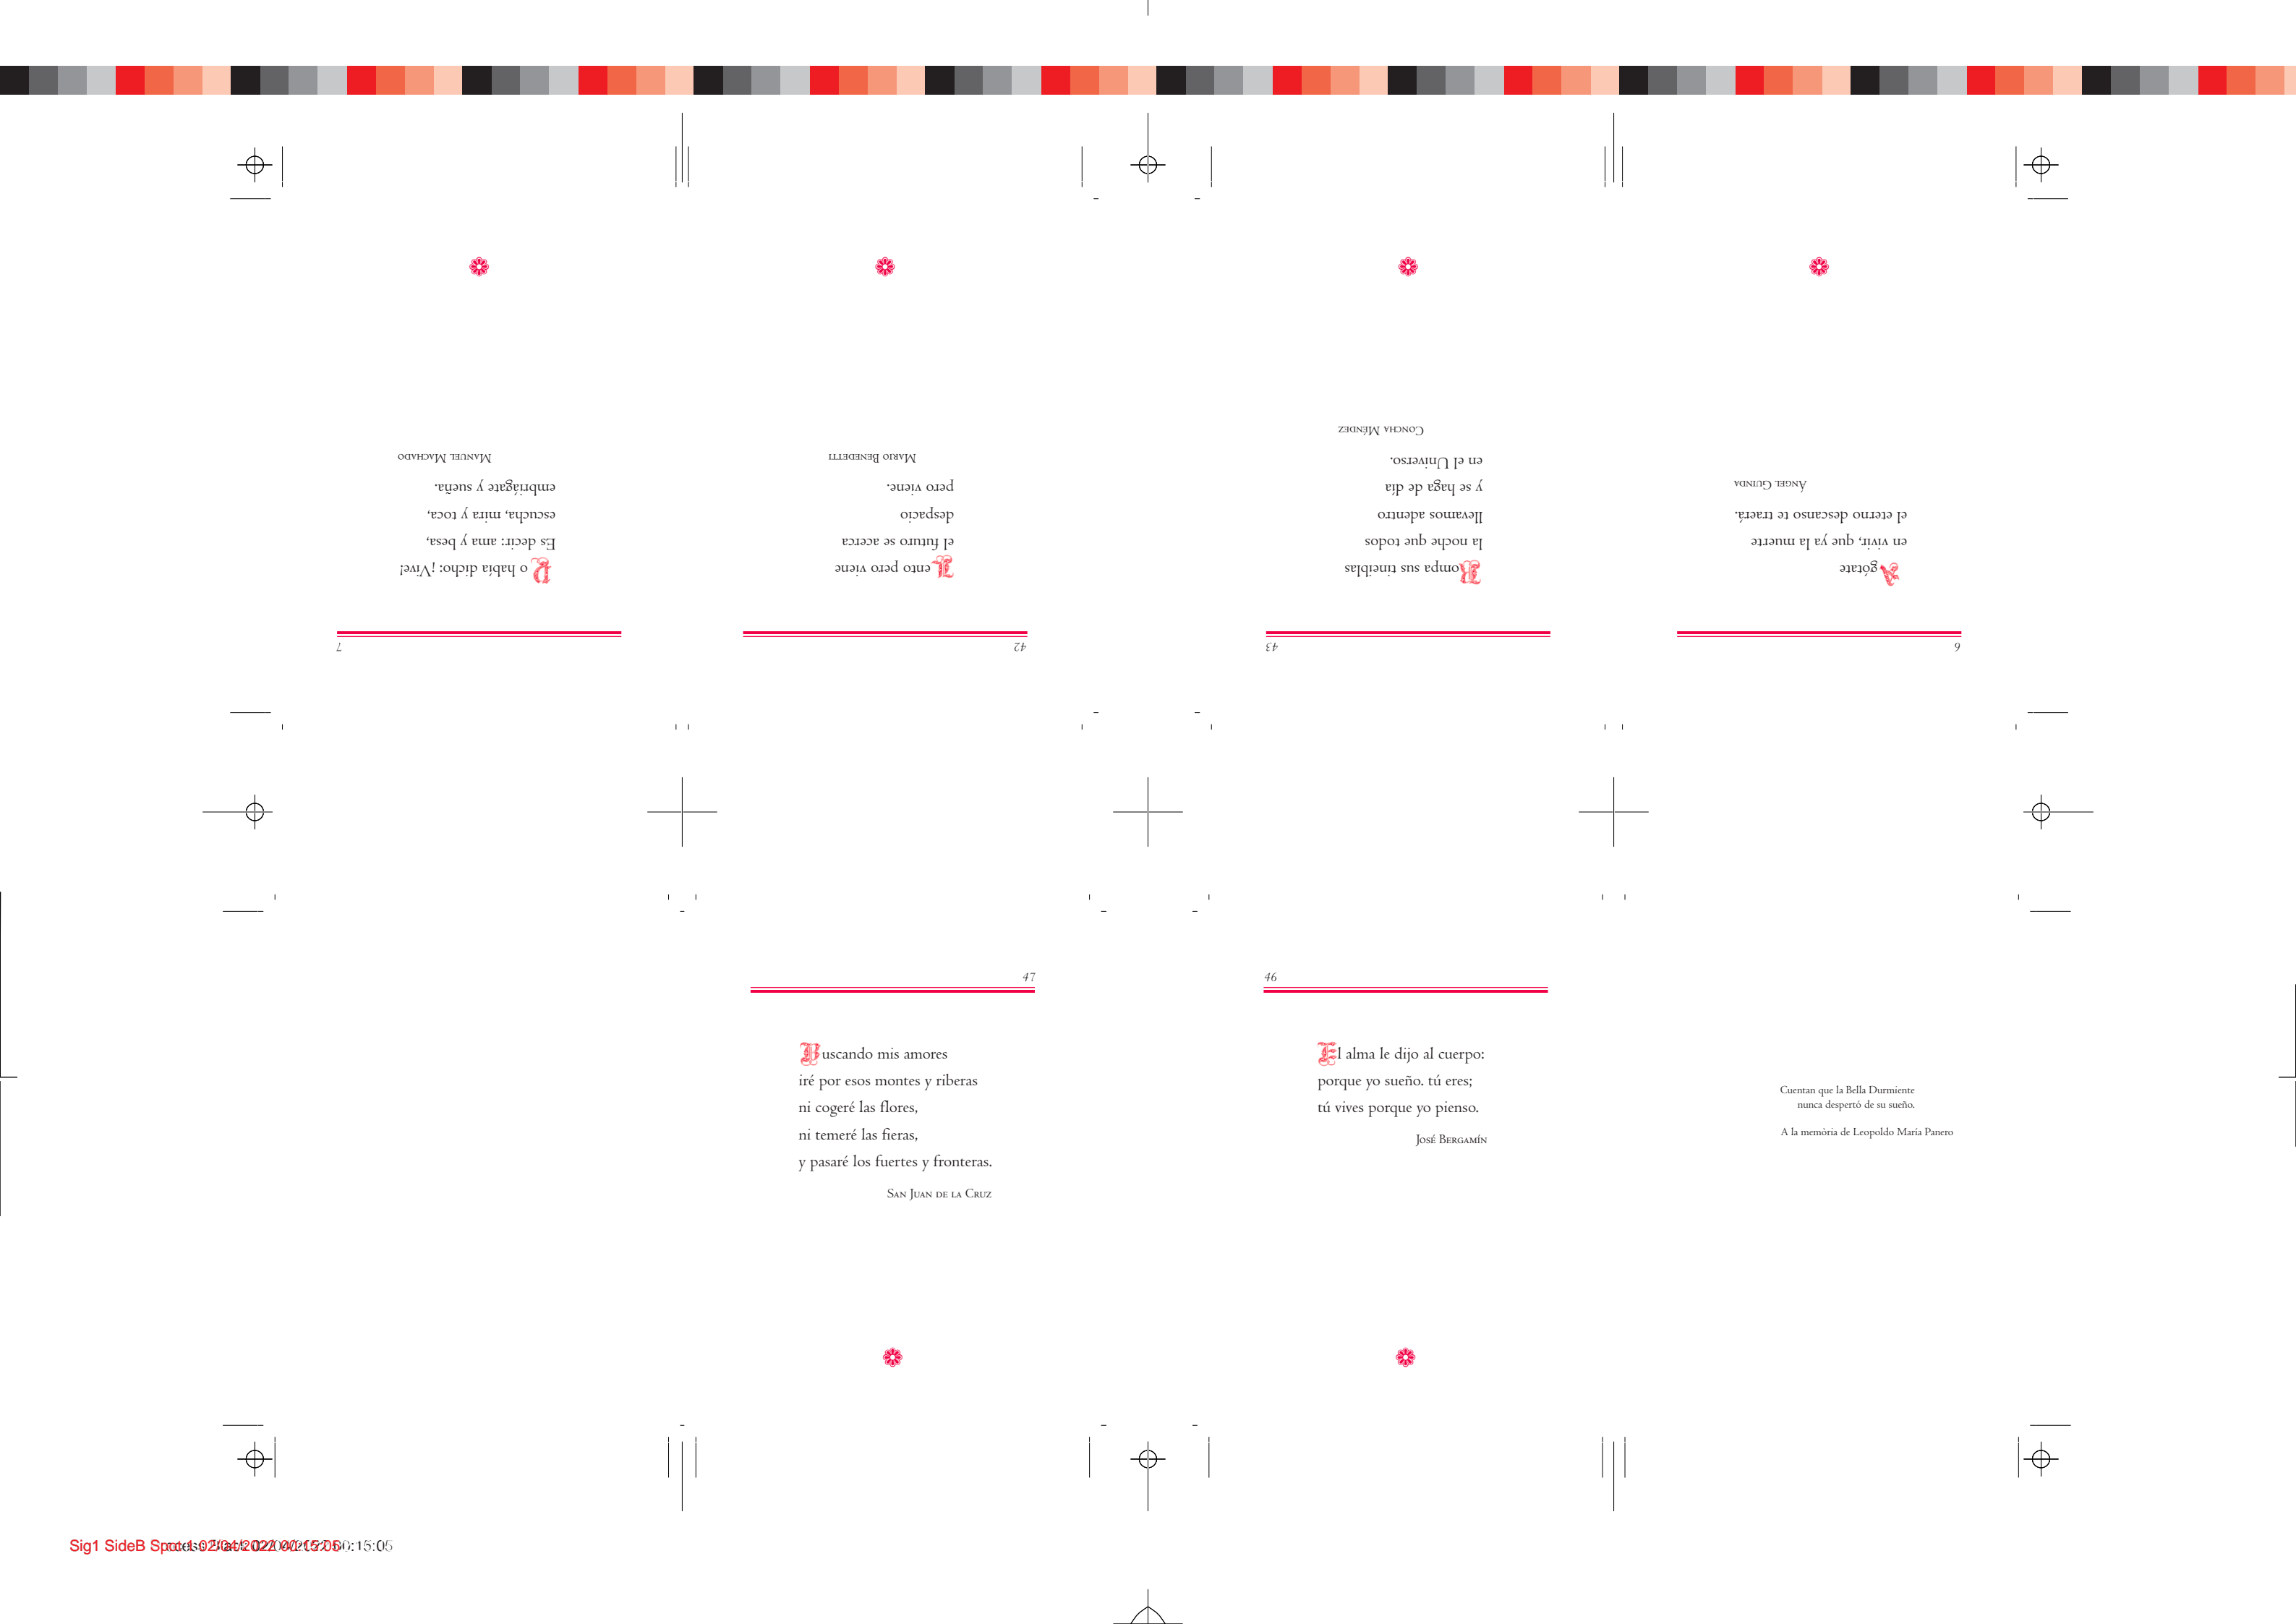 7
Yo había dicho: ¡Vive!
Es decir: ama y besa,
escucha, mira y toca,
embriágate y sueña.
Manuel Machado
42
Lento pero viene
el futuro se acerca
despacio
pero viene.
Mario Benedetti
43
Rompa sus tineiblas
la noche que todos
llevamos adentro
y se haga de día
en el Universo.
Concha Méndez
6
Agótate
en vivir, que ya la muerte
el eterno descanso te traerá.
Ángel Guinda
47
Buscando mis amores
iré por esos montes y riberas
ni cogeré las flores,
ni temeré las fieras,
y pasaré los fuertes y fronteras.
San Juan de la Cruz
46
El alma le dijo al cuerpo:
porque yo sueño. tú eres;
tú vives porque yo pienso.
José Bergamín
Cuentan que la Bella Durmiente
nunca despertó de su sueño.
A la memòria de Leopoldo María Panero
Sig1 SideB